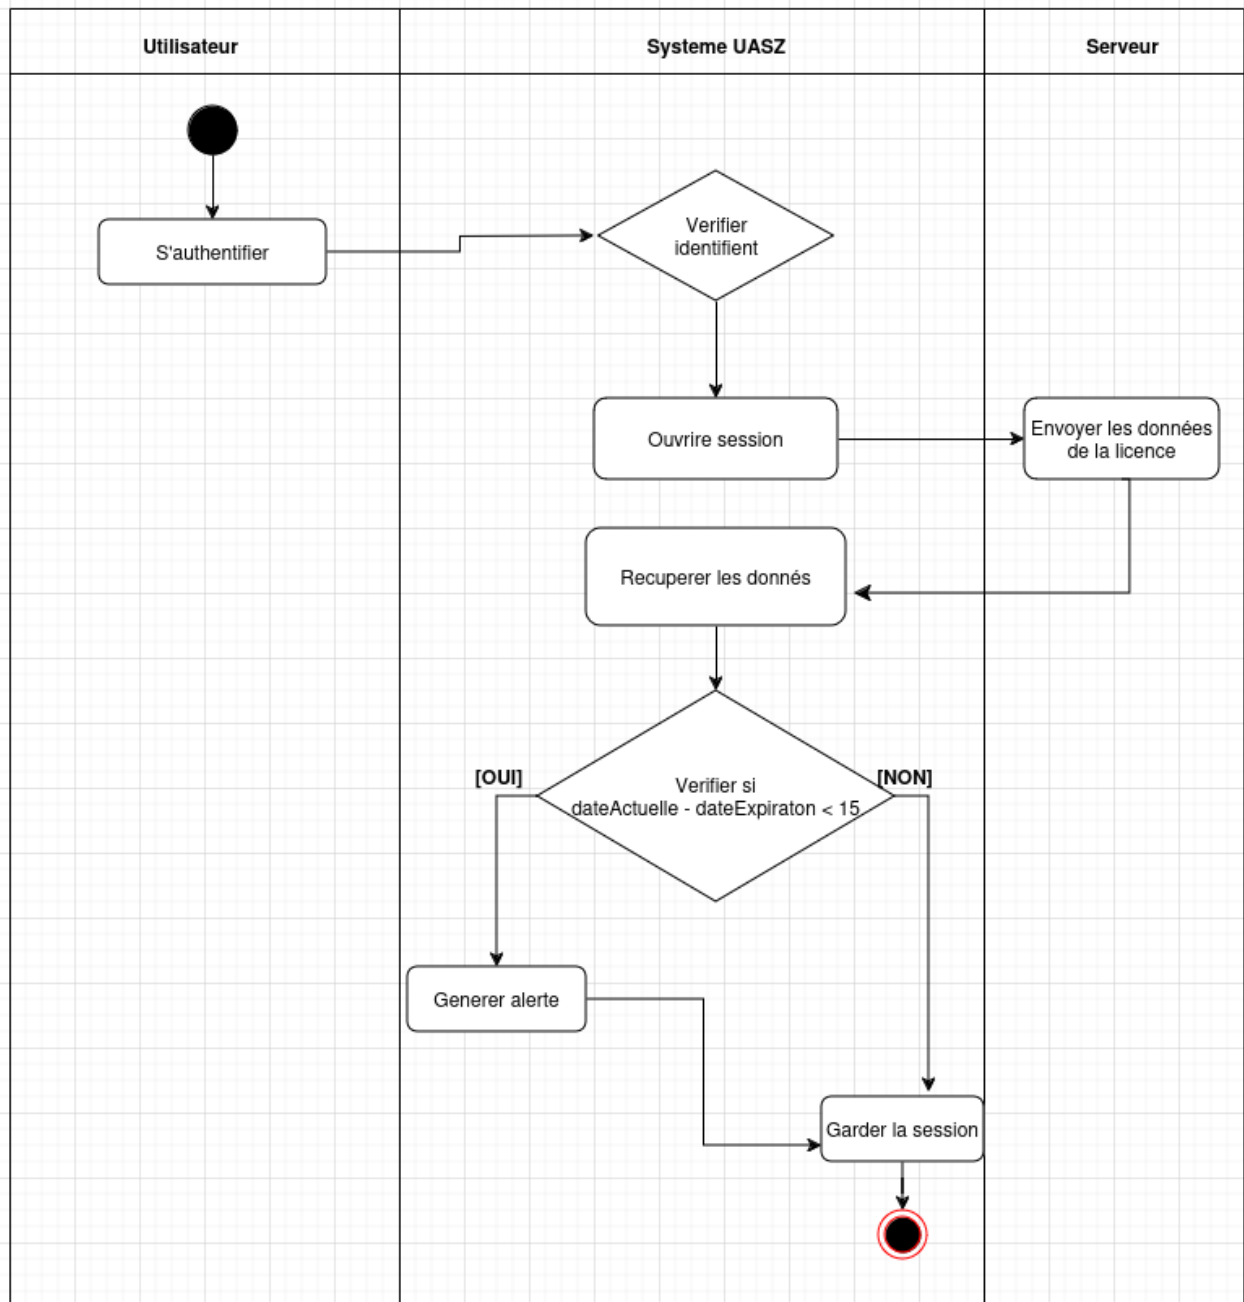 Utilisateur
Systeme UASZ
Serveur
S'authentifier
Verifier
identifient
Ouvrire session
Envoyer les données
de la licence
Recuperer les donnés
[OUI]
[NON]
Verifier si
dateActuelle - dateExpiraton < 15
Generer alerte
Garder la session